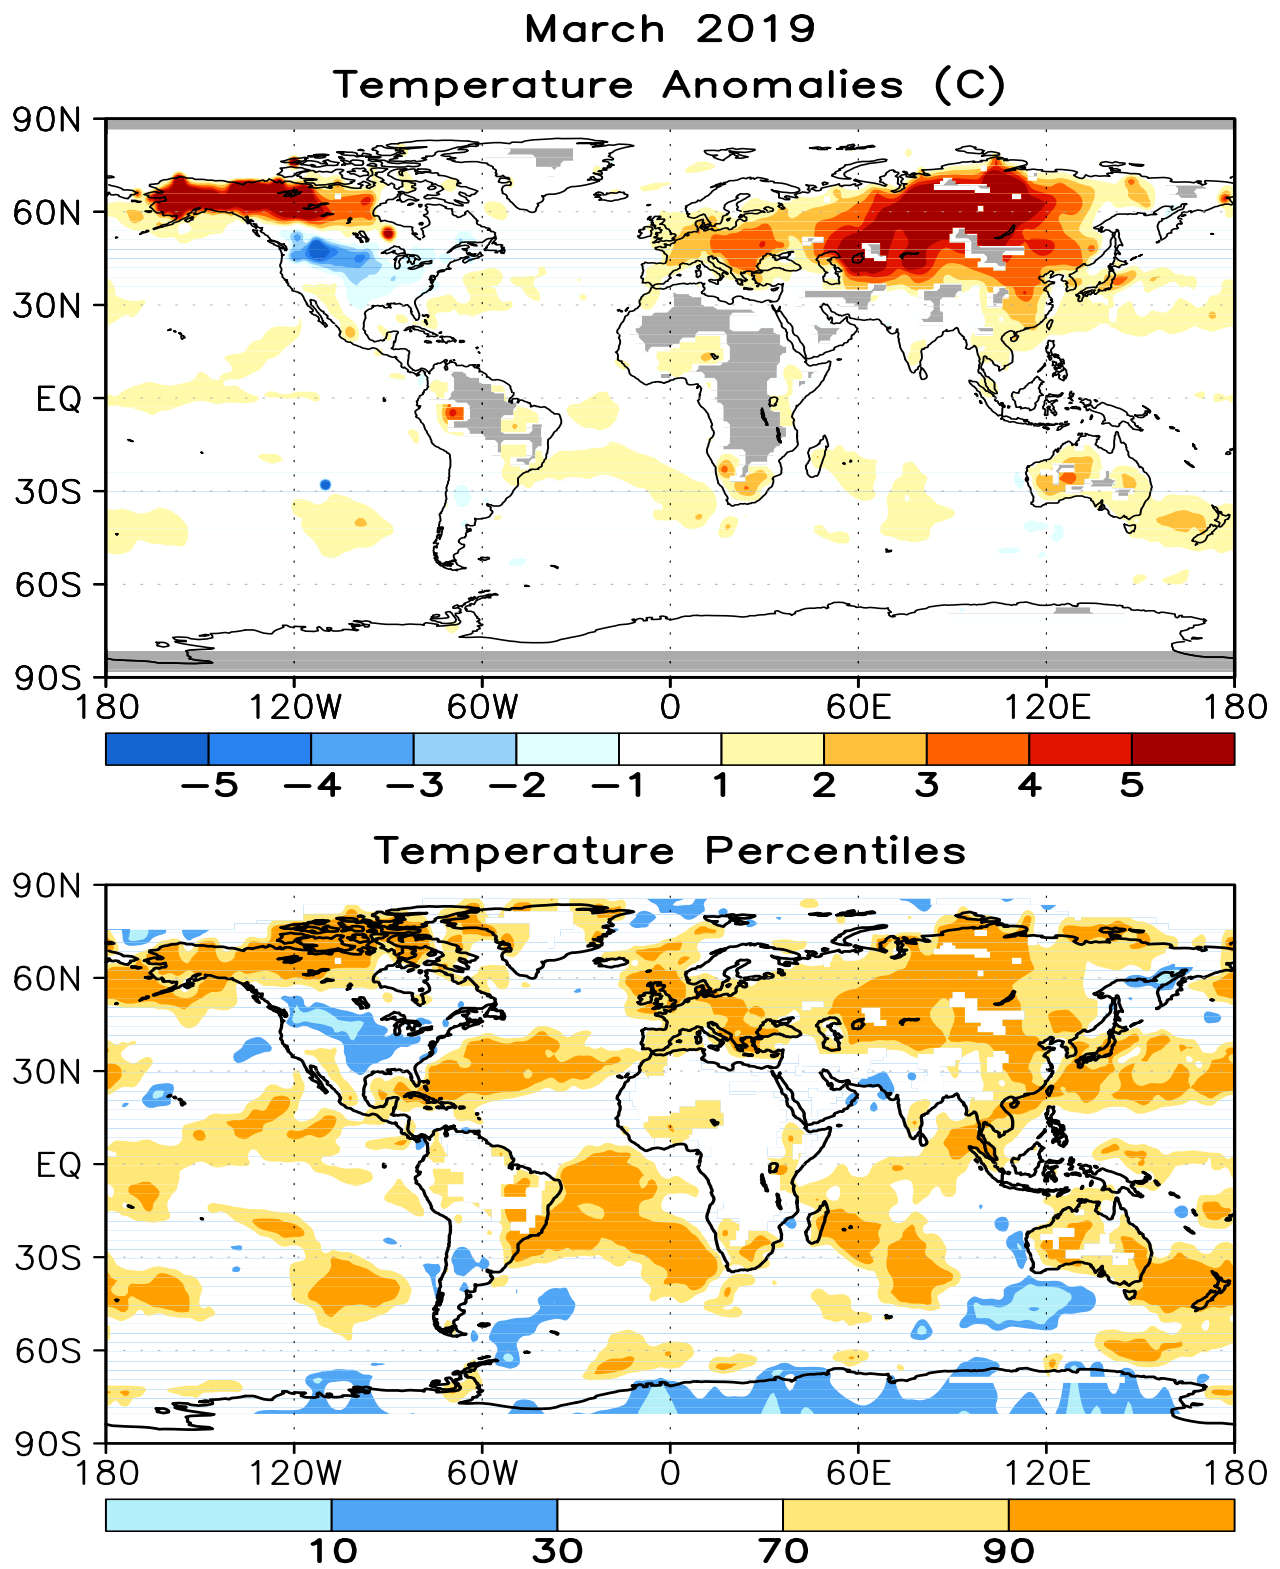 March 2019
Temperature Anomalies (C)
90N
60N
30N
EQ
30S
60S
90S
180 120W 60W 0 60E 120E 180
−5 −4 −3 −2 −1 1 2 3 4 5
Temperature Percentiles
90N
60N
30N
EQ
30S
60S
90S
180 120W 60W 0 60E 120E 180
10 30 70 90